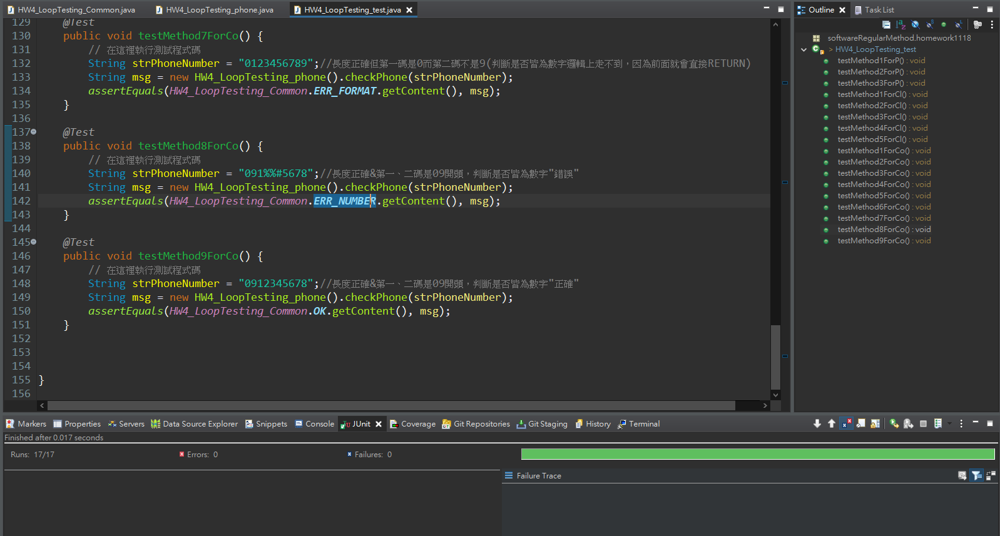 HW4_LoopTesting_Common.java HW4_LoopTesting_phone.java HW4_LoopTesting_test.java
129 @Test
130 public void testMethod7ForCo() {
131 // 在這裡執行測試程式碼
132 String strPhoneNumber = "0123456789";//長度正確但第一碼是0而第二碼不是9(判斷是否皆為數字邏輯上走不到，因為前面就會直接RETURN)
133 String msg = new HW4_LoopTesting_phone().checkPhone(strPhoneNumber);
134 assertEquals(HW4_LoopTesting_Common.ERR_FORMAT.getContent(), msg);
135 }
136
137 @Test
138 public void testMethod8ForCo() {
139 // 在這裡執行測試程式碼
140 String strPhoneNumber = "091%%#5678";//長度正確&第一、二碼是09開頭，判斷是否皆為數字"錯誤"
141 String msg = new HW4_LoopTesting_phone().checkPhone(strPhoneNumber);
142 assertEquals(HW4_LoopTesting_Common.ERR_NUMBER.getContent(), msg);
143 }
144
145 @Test
146 public void testMethod9ForCo() {
147 // 在這裡執行測試程式碼
148 String strPhoneNumber = "0912345678";//長度正確&第一、二碼是09開頭，判斷是否皆為數字"正確"
149 String msg = new HW4_LoopTesting_phone().checkPhone(strPhoneNumber);
150 assertEquals(HW4_LoopTesting_Common.OK.getContent(), msg);
151 }
152
153
154
155 }
156
Outline Task List
softwareRegularMethod.homework1118
> HW4_LoopTesting_test
testMethod1ForP() : void
testMethod2ForP() : void
testMethod3ForP() : void
testMethod1ForCl() : void
testMethod2ForCl() : void
testMethod3ForCl() : void
testMethod4ForCl() : void
testMethod5ForCl() : void
testMethod1ForCo() : void
testMethod2ForCo() : void
testMethod3ForCo() : void
testMethod4ForCo() : void
testMethod5ForCo() : void
testMethod6ForCo() : void
testMethod7ForCo() : void
testMethod8ForCo() : void
testMethod9ForCo() : void
Markers Properties Servers Data Source Explorer Snippets Console JUnit Coverage Git Repositories Git Staging History Terminal
Finished after 0.017 seconds
Runs: 17/17 Errors: 0 Failures: 0
Failure Trace